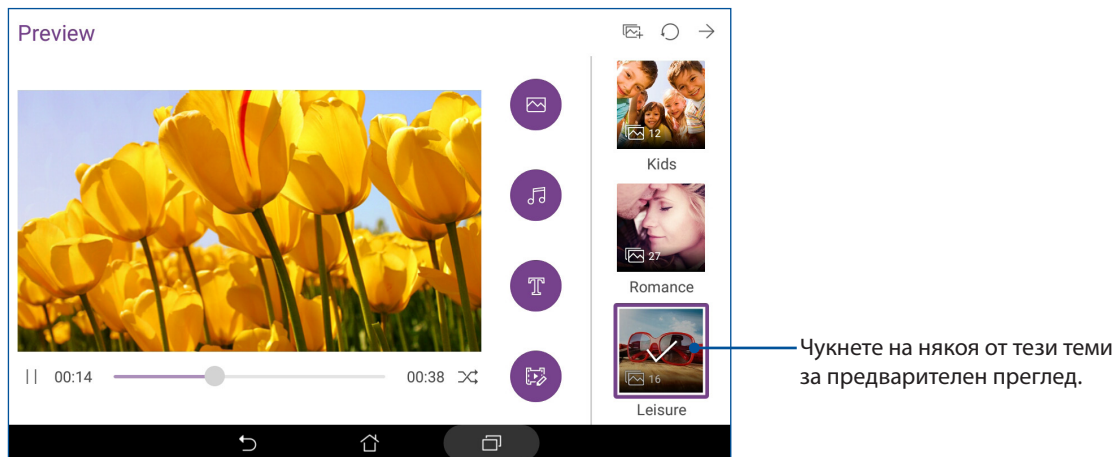 Preview
12
Kids
27
Romance
T
00:14
00:38
16
Leisure
Чукнете на някоя от тези теми
за предварителен преглед.